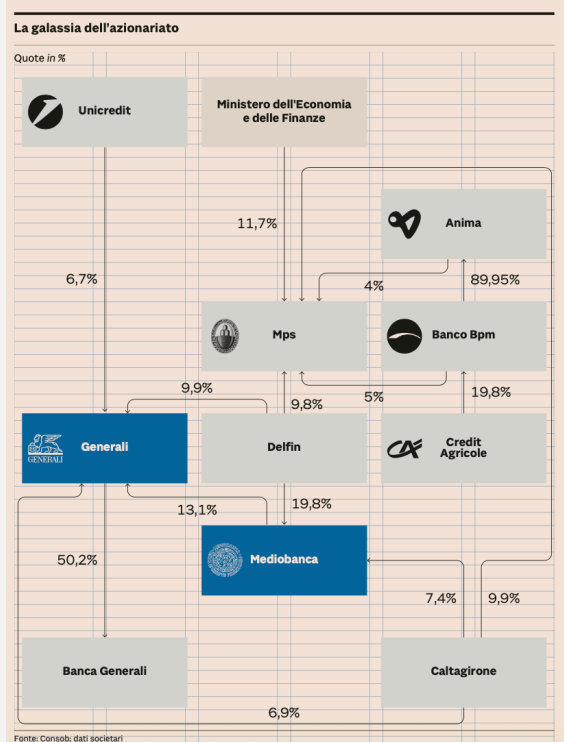 La galassia dell'azionariato
Quote in %
Unicredit
Ministero dell'Economia
e delle Finanze
11,7%
Anima
6,7%
4%
89,95%
Mps
Banco Bpm
9,9%
9,8%
5%
19,8%
GENERALI
Generali
Delfin
Credit
Agricole
13,1%
19,8%
50,2%
Mediobanca
7,4%
9,9%
Banca Generali
Caltagirone
6,9%
Fonte: Consob; dati societari